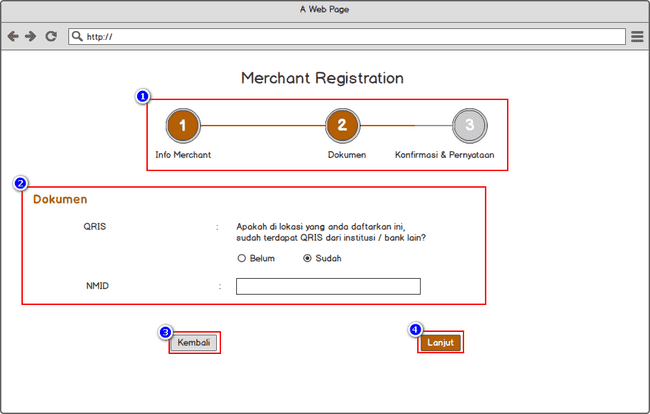 A Web Page
http://
Merchant Registration
1
1 2 3
Info Merchant Dokumen Konfirmasi & Pernyataan
2
Dokumen
QRIS : Apakah di lokasi yang anda daftarkan ini,
sudah terdapat QRIS dari institusi / bank lain?
Belum Sudah
NMID :
3 4
Kembali Lanjut